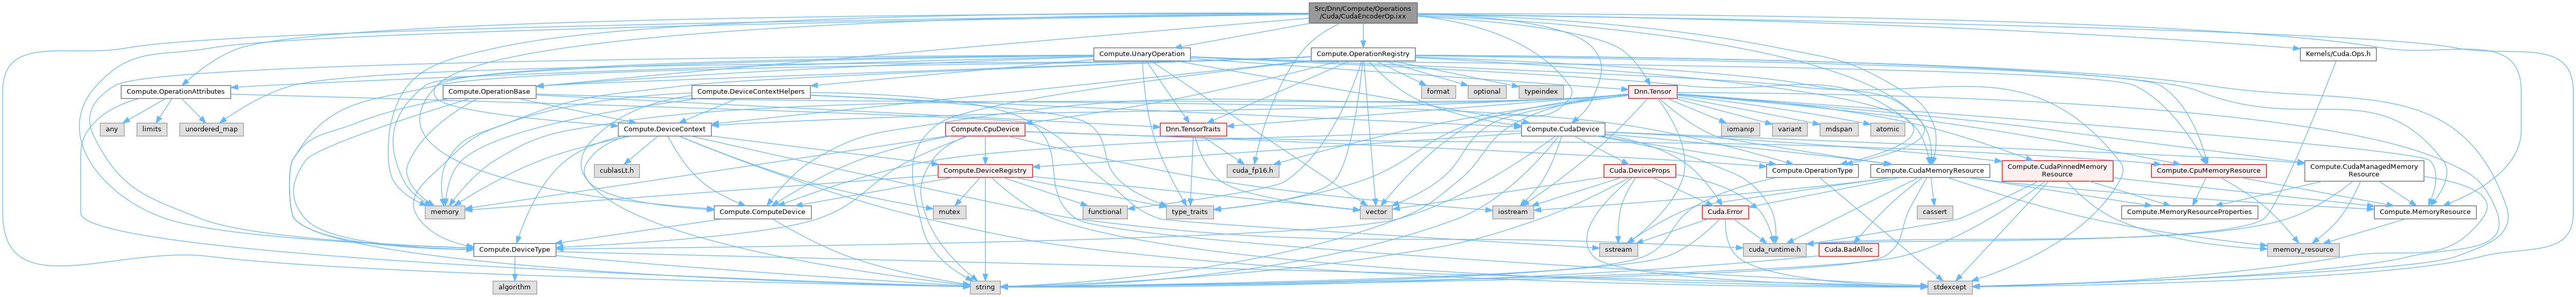 Src/Dnn/Compute/Operations
/Cuda/CudaEncoderOp.ixx
Compute.UnaryOperation
Compute.OperationRegistry
Kernels/Cuda.Ops.h
Compute.OperationAttributes
Compute.OperationBase
Compute.DeviceContextHelpers
format
optional
typeindex
Dnn.Tensor
any
limits
unordered_map
Compute.DeviceContext
Compute.CpuDevice
Dnn.TensorTraits
Compute.CudaDevice
iomanip
variant
mdspan
atomic
cublasLt.h
Compute.DeviceRegistry
cuda_fp16.h
Cuda.DeviceProps
Compute.OperationType
Compute.CudaMemoryResource
Compute.CudaPinnedMemory
Resource
Compute.CpuMemoryResource
Compute.CudaManagedMemory
Resource
memory
Compute.ComputeDevice
mutex
functional
type_traits
vector
iostream
Cuda.Error
cassert
Compute.MemoryResourceProperties
Compute.MemoryResource
Compute.DeviceType
sstream
cuda_runtime.h
Cuda.BadAlloc
memory_resource
algorithm
string
stdexcept